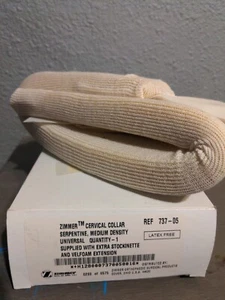 ZIMMER™ CERVICAL COLLAR
REF 737-05
SERPENTINE, MEDIUM DENSITY
UNIVERSAL QUANTITY-1
LATEX FREE
SUPPLIED WITH EXTRA STOCKINETTE
AND VELFOAM EXTENSION
ZIMMER